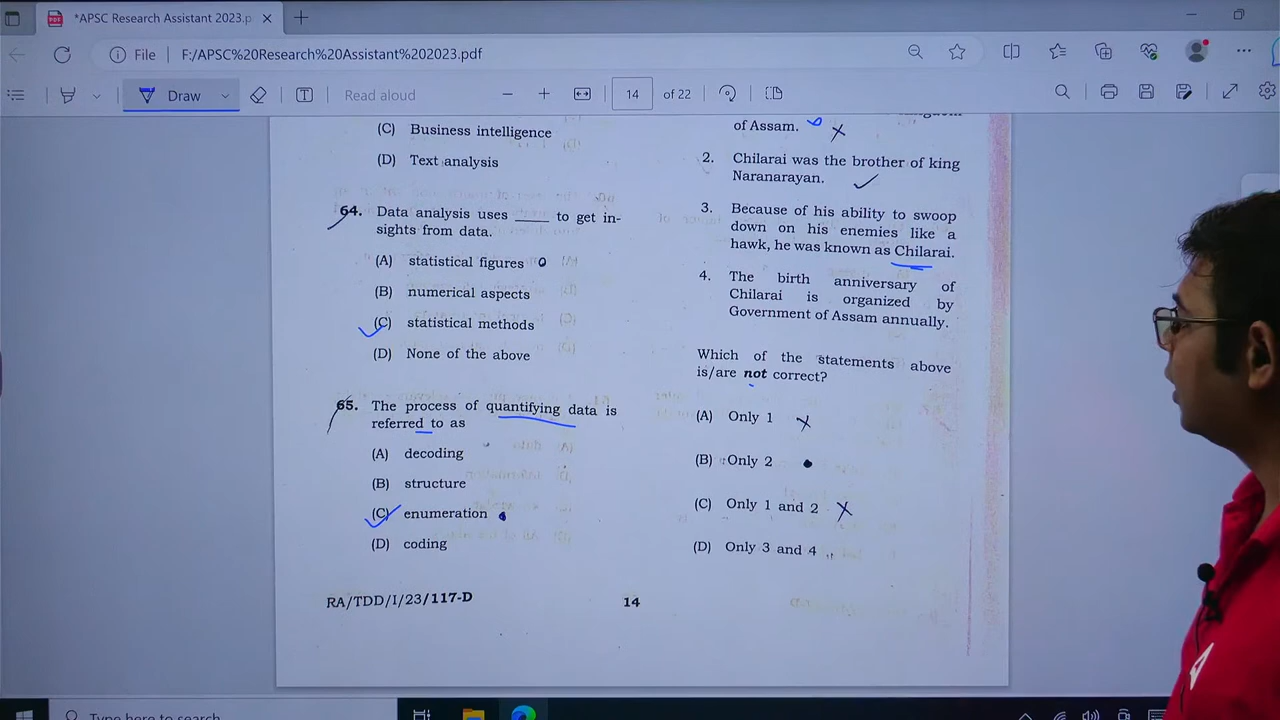 *APSC Research Assistant 2023.p
File
F:/APSC%20Research%20Assistant%202023.pdf
Draw
Read aloud
14
of 22
(C) Business intelligence
(D) Text analysis
64. Data analysis uses ____ to get in-
sights from data.
(A) statistical figures
(B) numerical aspects
(C) statistical methods
(D) None of the above
65. The process of quantifying data is
referred to as
(A) decoding
(B) structure
(C) enumeration
(D) coding
of Assam.
2. Chilarai was the brother of king
Naranarayan.
3. Because of his ability to swoop
down on his enemies like a
hawk, he was known as Chilarai.
4. The birth anniversary of
Chilarai is organized by
Government of Assam annually.
Which of the statements above
is/are not correct?
(A) Only 1
(B) Only 2
(C) Only 1 and 2
(D) Only 3 and 4
RA/TDD/I/23/117-D
14
Type here to search